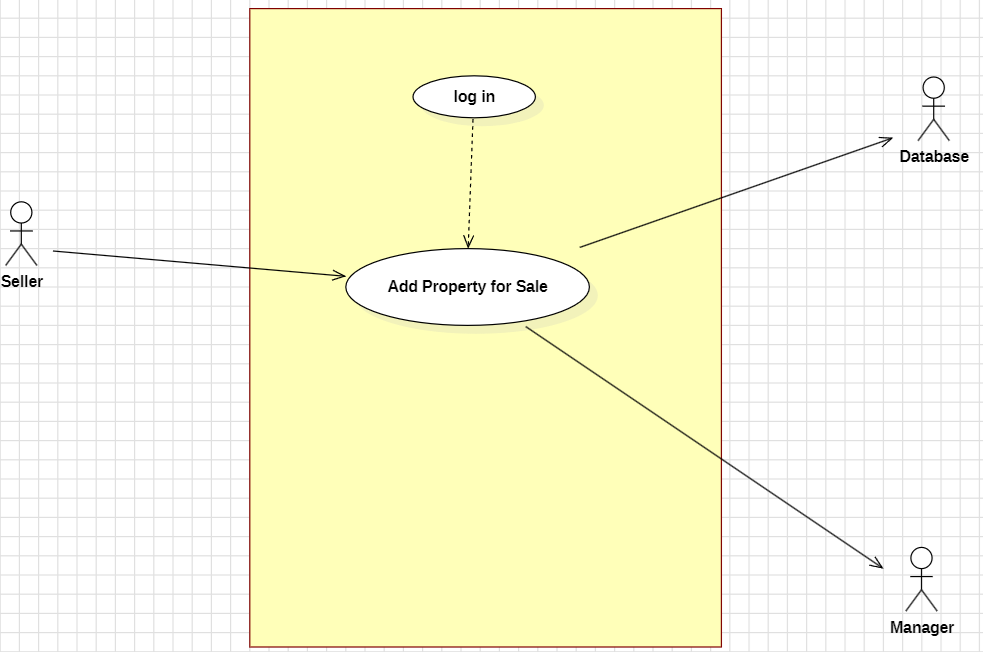 log in
Database
Seller
Add Property for Sale
Manager